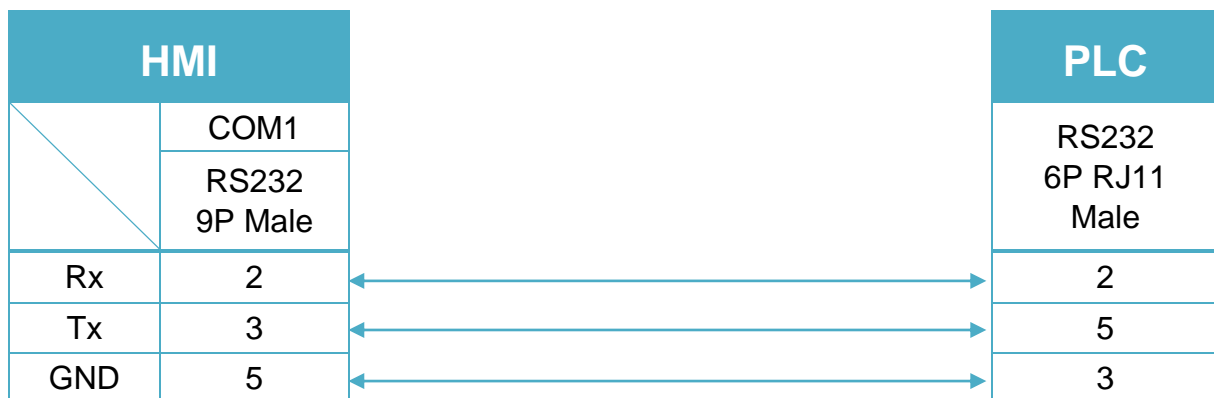 HMI PLC
COM1
RS232
9P Male
RS232
6P RJ11
Male
Rx 2 2
Tx 3 5
GND 5 3